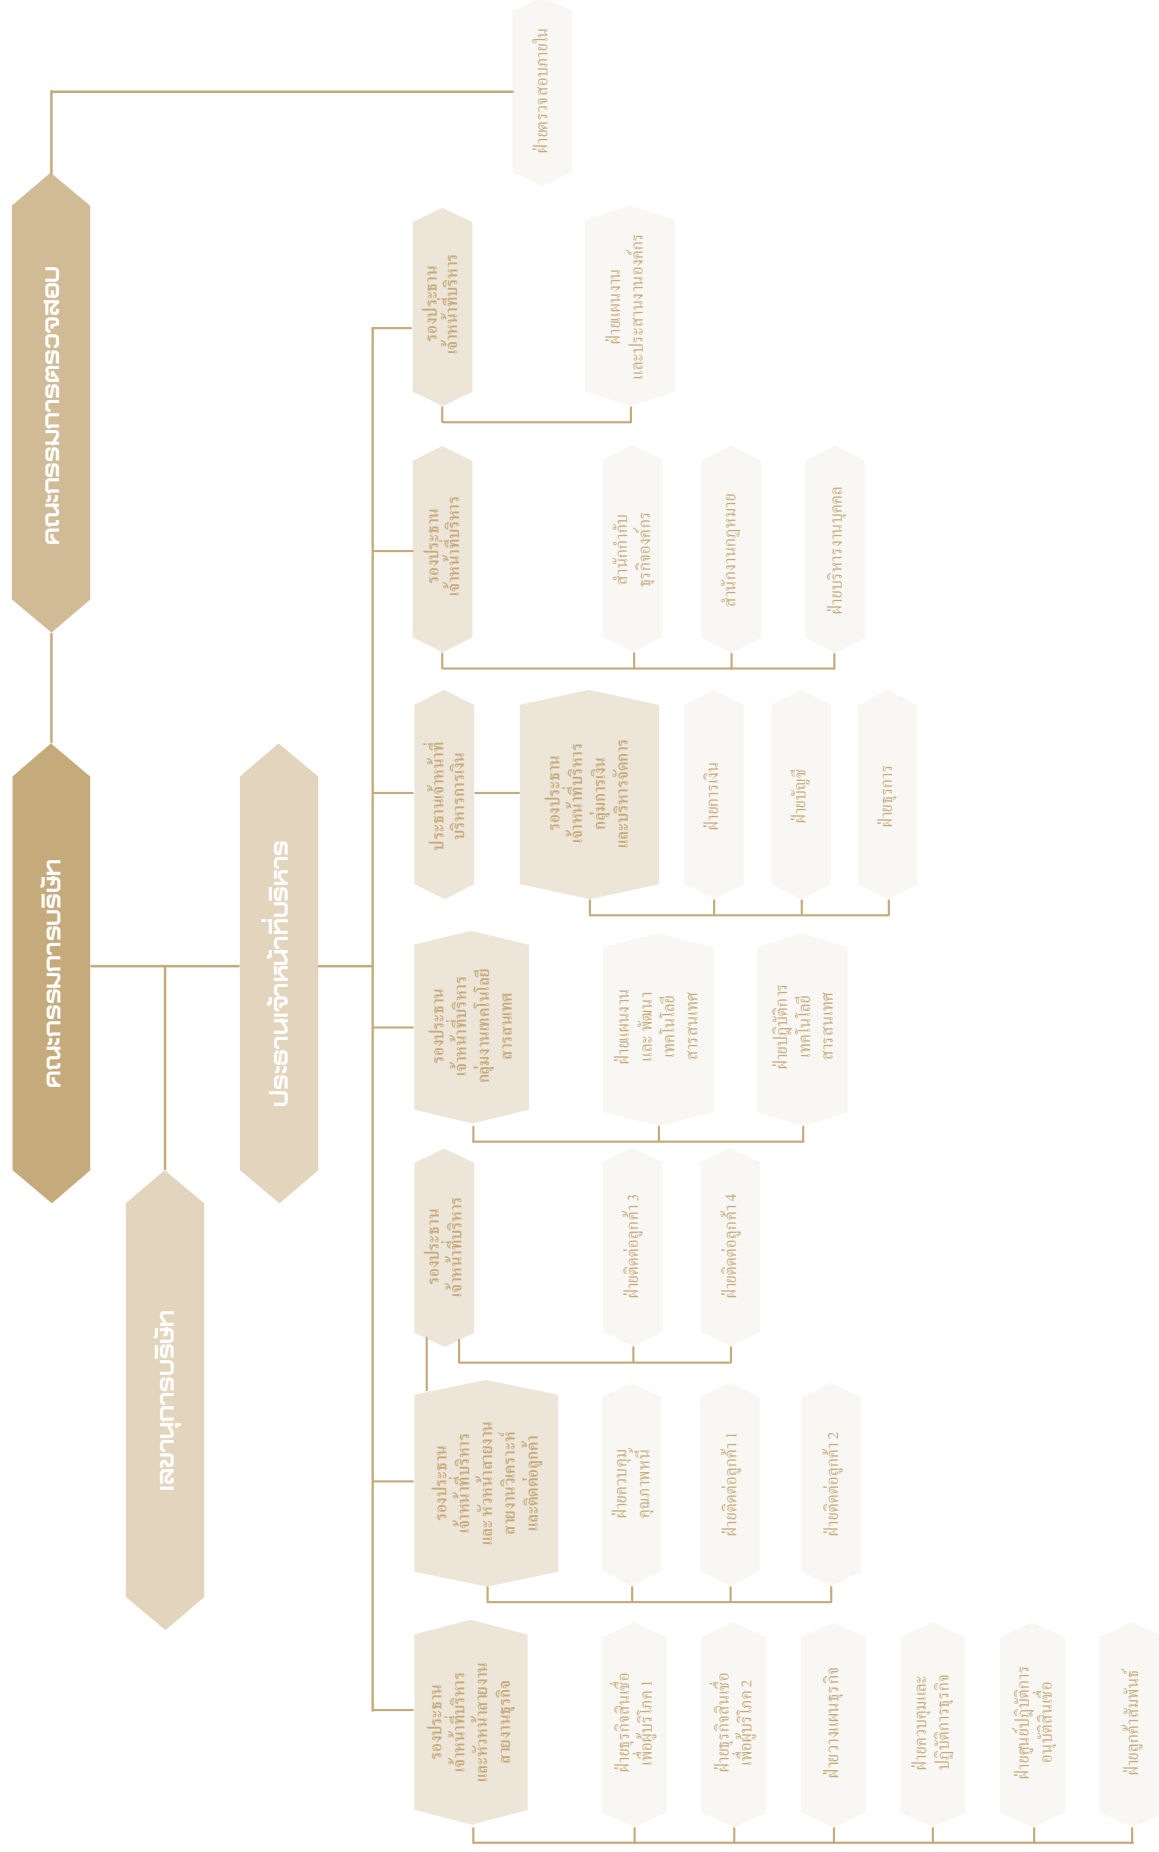 คณะกรรมการบริษัท
คณะกรรมการตรวจสอบ
เลขานุการบริษัท
ประธานเจ้าหน้าที่บริหาร
ฝ่ายตรวจสอบภายใน
รองประธาน
เจ้าหน้าที่บริหาร
และหัวหน้าสายงาน
สายงานธุรกิจ
ฝ่ายธุรกิจสินเชื่อ
เพื่อผู้บริโภค 1
ฝ่ายธุรกิจสินเชื่อ
เพื่อผู้บริโภค 2
ฝ่ายวางแผนธุรกิจ
ฝ่ายควบคุมและ
ปฏิบัติการธุรกิจ
ฝ่ายศูนย์ปฏิบัติการ
อนุบัติสินเชื่อ
ฝ่ายลูกค้าสัมพันธ์
รองประธาน
เจ้าหน้าที่บริหาร
และ หัวหน้าสายงาน
สายงานวิเคราะห์
และติดต่อลูกค้า
ฝ่ายควบคุม
คุณภาพหนี้
ฝ่ายติดต่อลูกค้า 1
ฝ่ายติดต่อลูกค้า 2
รองประธาน
เจ้าหน้าที่บริหาร
ฝ่ายติดต่อลูกค้า 3
ฝ่ายติดต่อลูกค้า 4
รองประธาน
เจ้าหน้าที่บริหาร
กลุ่มงานเทคโนโลยี
สารสนเทศ
ฝ่ายแผนงาน
และ พัฒนา
เทคโนโลยี
สารสนเทศ
ฝ่ายปฏิบัติการ
เทคโนโลยี
สารสนเทศ
ประธานเจ้าหน้าที่
บริหารการเงิน
รองประธาน
เจ้าหน้าที่บริหาร
กลุ่มการเงิน
และบริหารจัดการ
ฝ่ายการเงิน
ฝ่ายบัญชี
ฝ่ายธุรการ
รองประธาน
เจ้าหน้าที่บริหาร
สำนักกำกับ
ธุรกิจองค์กร
สำนักงานกฎหมาย
ฝ่ายบริหารงานบุคคล
รองประธาน
เจ้าหน้าที่บริหาร
ฝ่ายแผนงาน
และประสานงานองค์กร